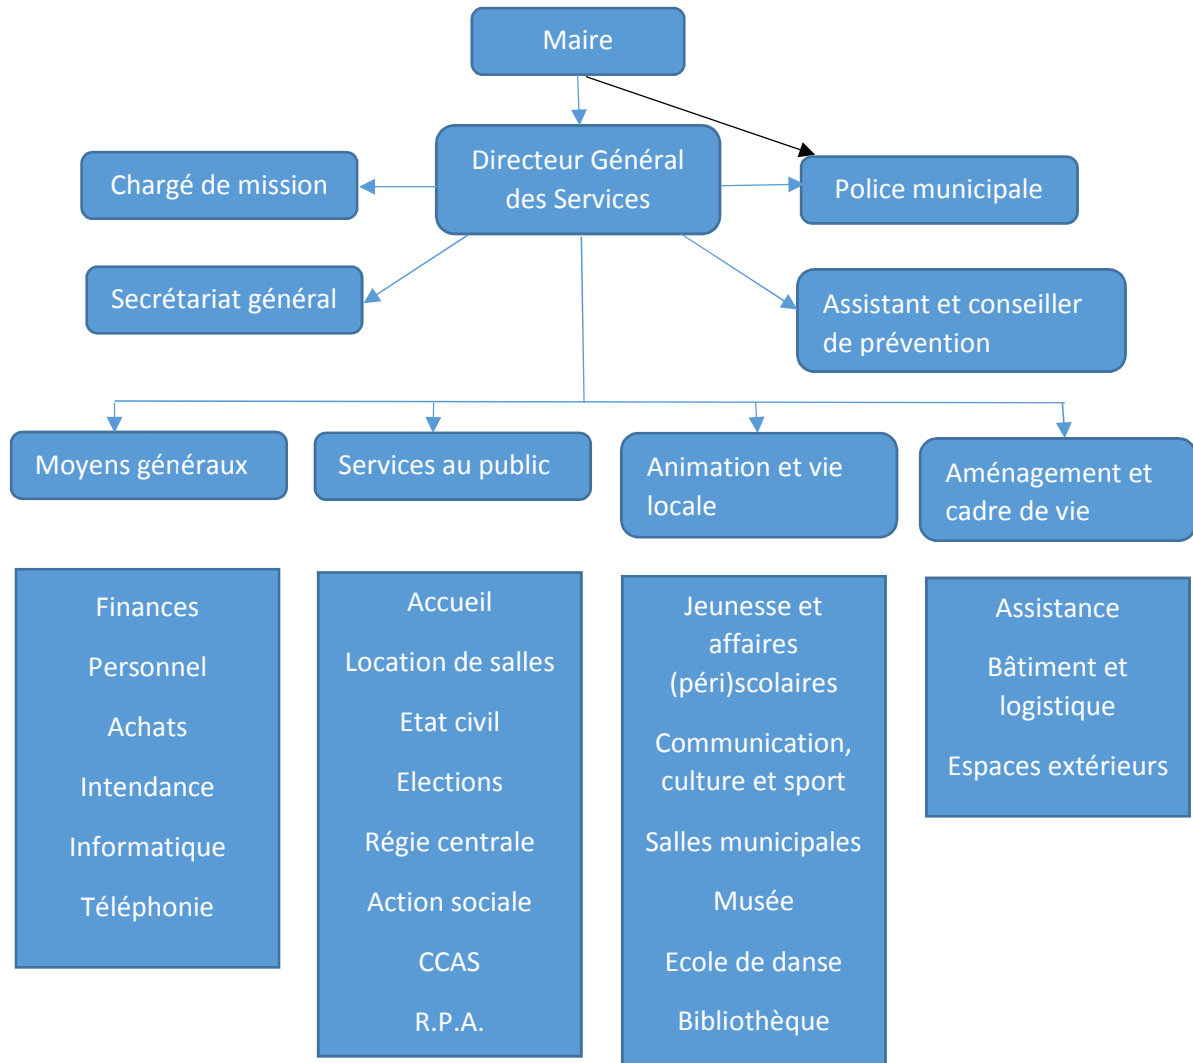 Maire
Directeur Général
des Services
Chargé de mission
Police municipale
Secrétariat général
Assistant et conseiller
de prévention
Moyens généraux
Services au public
Animation et vie
locale
Aménagement et
cadre de vie
Finances
Personnel
Achats
Intendance
Informatique
Téléphonie
Accueil
Location de salles
Etat civil
Elections
Régie centrale
Action sociale
CCAS
R.P.A.
Jeunesse et
affaires
(péri)scolaires
Communication,
culture et sport
Salles municipales
Musée
Ecole de danse
Bibliothèque
Assistance
Bâtiment et
logistique
Espaces extérieurs